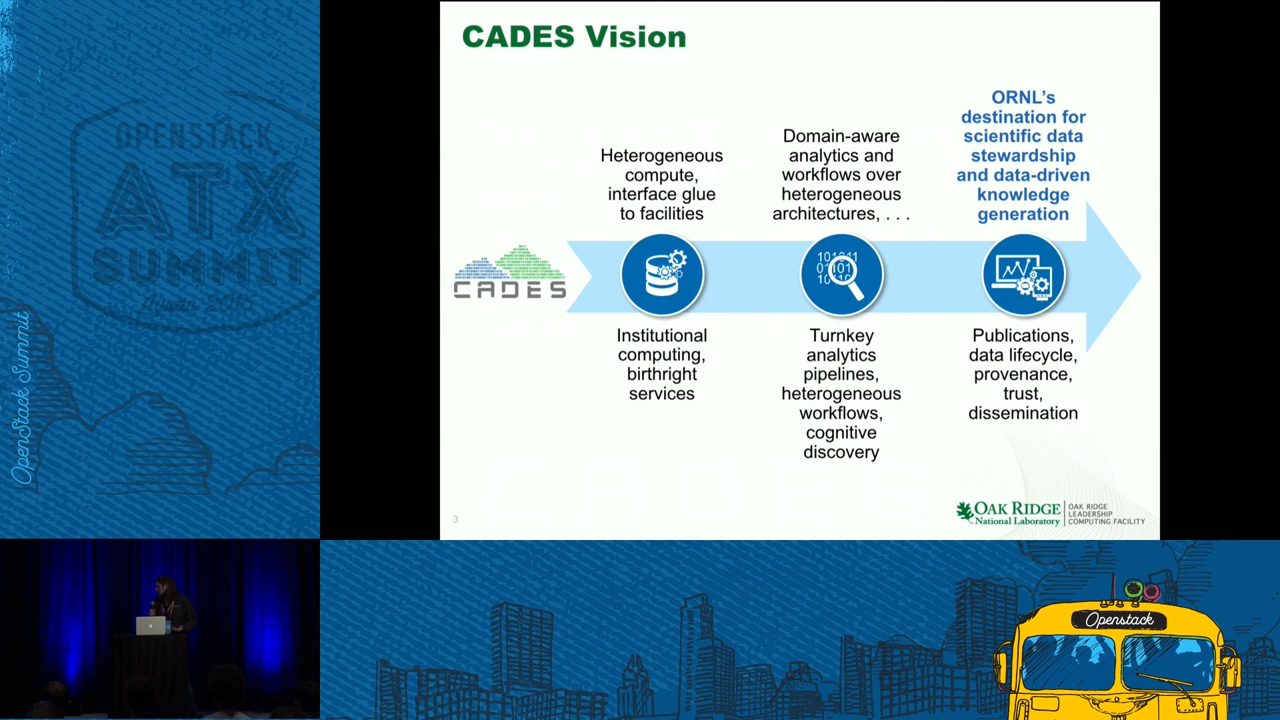 CADES Vision
Heterogeneous
compute,
interface glue
to facilities
Domain-aware
analytics and
workflows over
heterogeneous
architectures, . . .
ORNL's
destination for
scientific data
stewardship
and data-driven
knowledge
generation
CADES
101011
Institutional
computing,
birthright
services
Turnkey
analytics
pipelines,
heterogeneous
workflows,
cognitive
discovery
Publications,
data lifecycle,
provenance,
trust,
dissemination
3
OAK RIDGE
National Laboratory
OAK RIDGE
LEADERSHIP
COMPUTING FACILITY
OPENSTACK
ATX
OpenStack Summit
Openstack